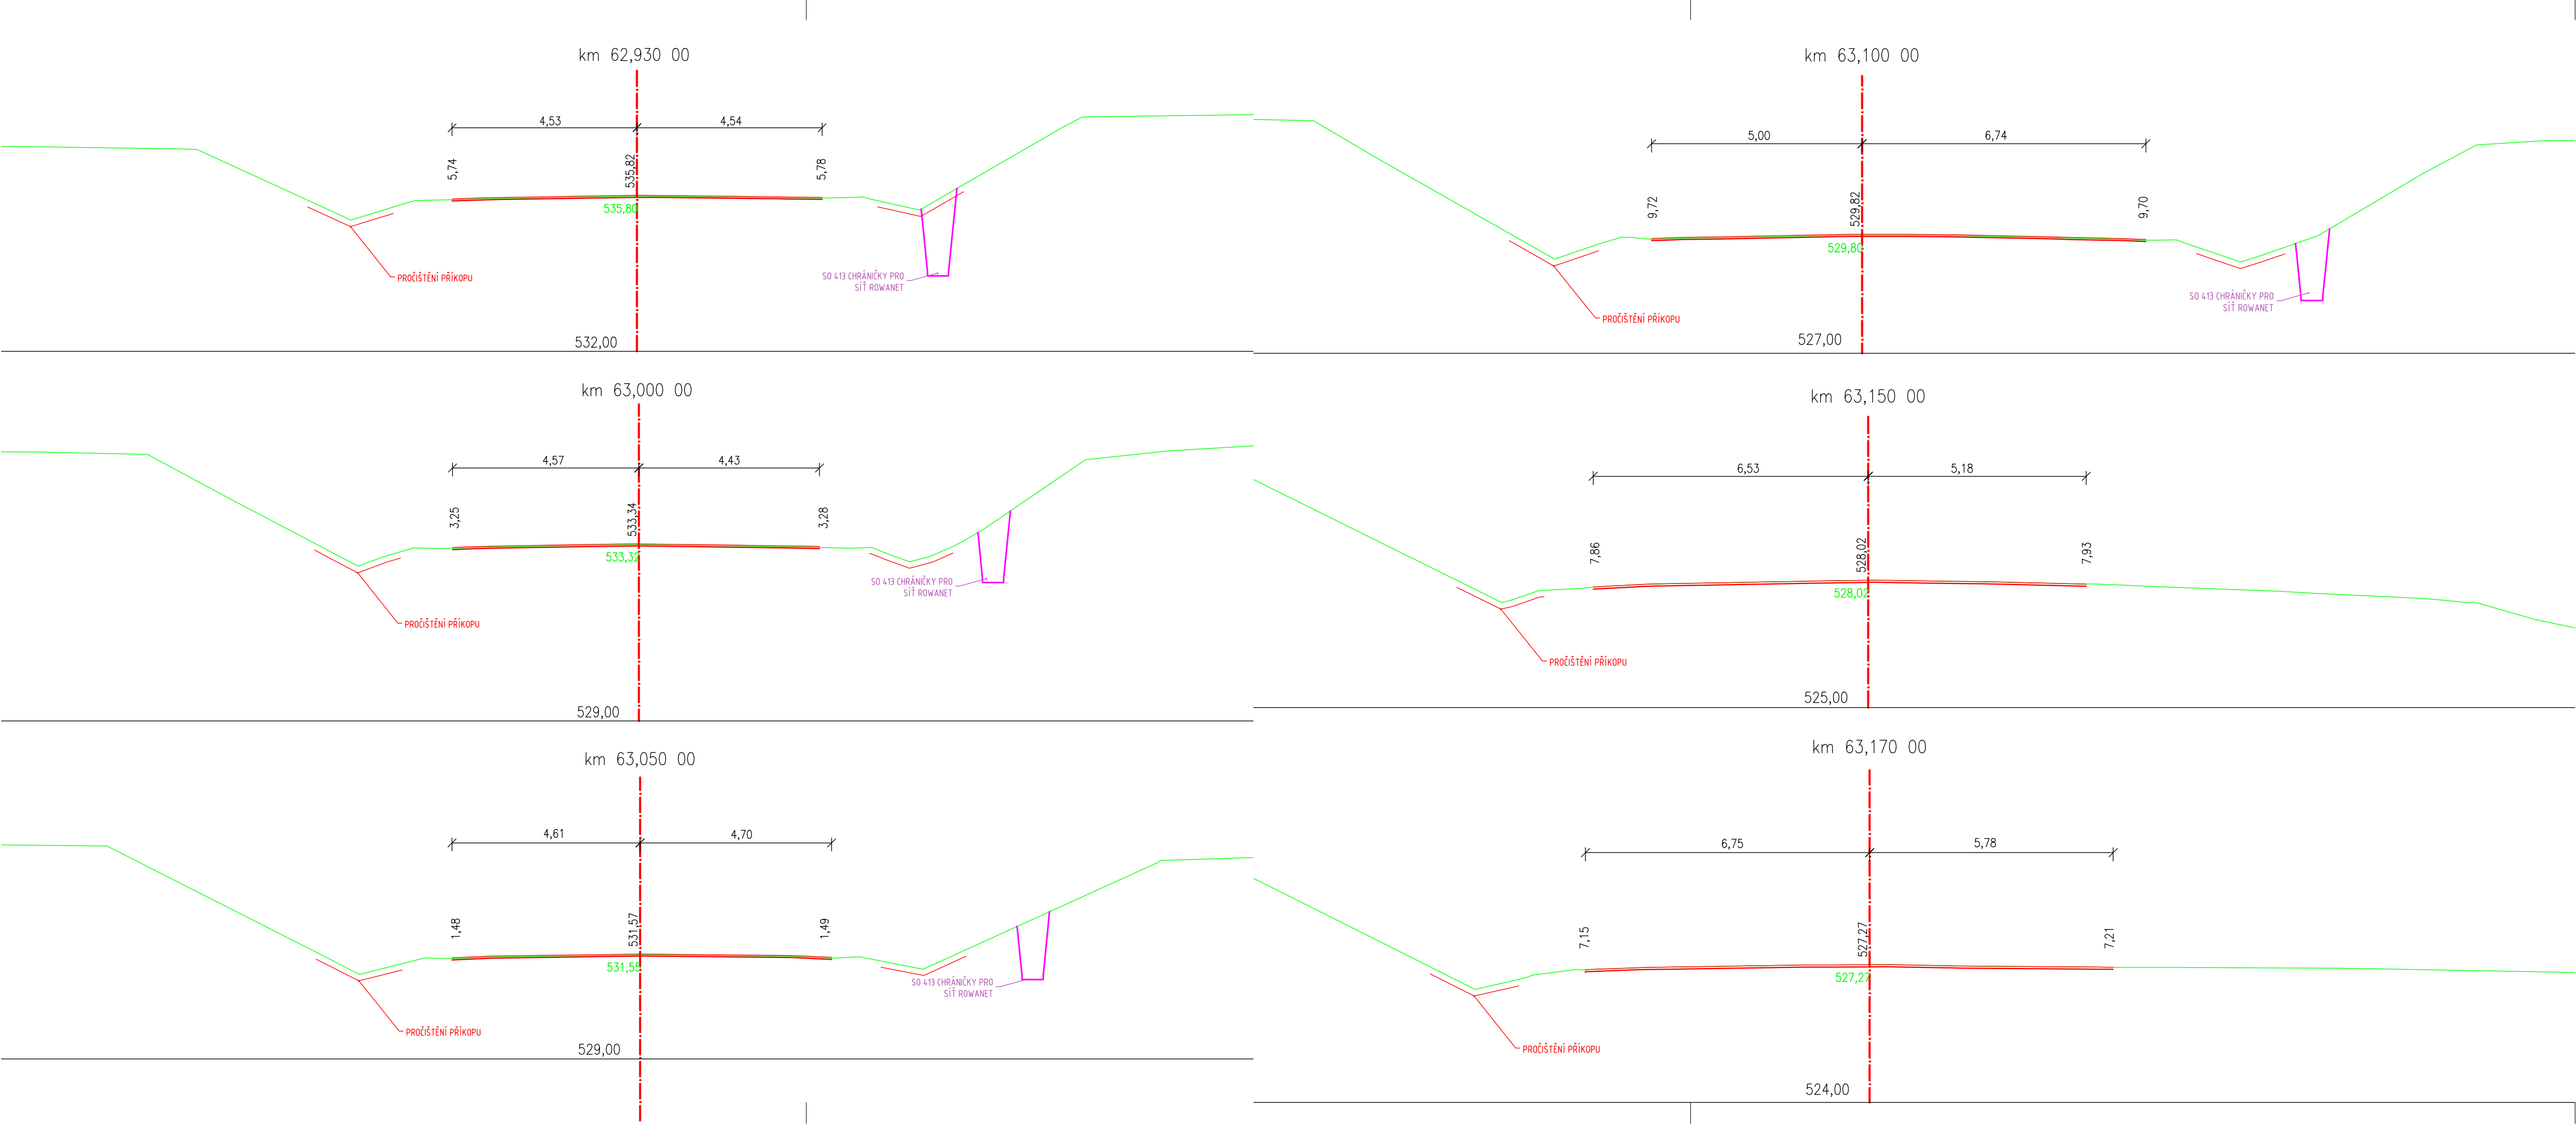 km 62,930 00
4,53
4,54
5,74
535,82
5,78
535,80
PROČIŠTĚNÍ PŘÍKOPU
SO 413 CHRÁNIČKY PRO
SÍŤ ROWANET
532,00
km 63,000 00
4,57
4,43
3,25
533,34
3,28
533,32
PROČIŠTĚNÍ PŘÍKOPU
SO 413 CHRÁNIČKY PRO
SÍŤ ROWANET
529,00
km 63,050 00
4,61
4,70
1,48
531,57
1,49
531,55
PROČIŠTĚNÍ PŘÍKOPU
SO 413 CHRÁNIČKY PRO
SÍŤ ROWANET
529,00
km 63,100 00
5,00
6,74
9,72
529,82
9,70
529,80
PROČIŠTĚNÍ PŘÍKOPU
SO 413 CHRÁNIČKY PRO
SÍŤ ROWANET
527,00
km 63,150 00
6,53
5,18
7,86
528,02
7,93
528,02
PROČIŠTĚNÍ PŘÍKOPU
525,00
km 63,170 00
6,75
5,78
7,15
527,27
7,21
527,27
PROČIŠTĚNÍ PŘÍKOPU
524,00